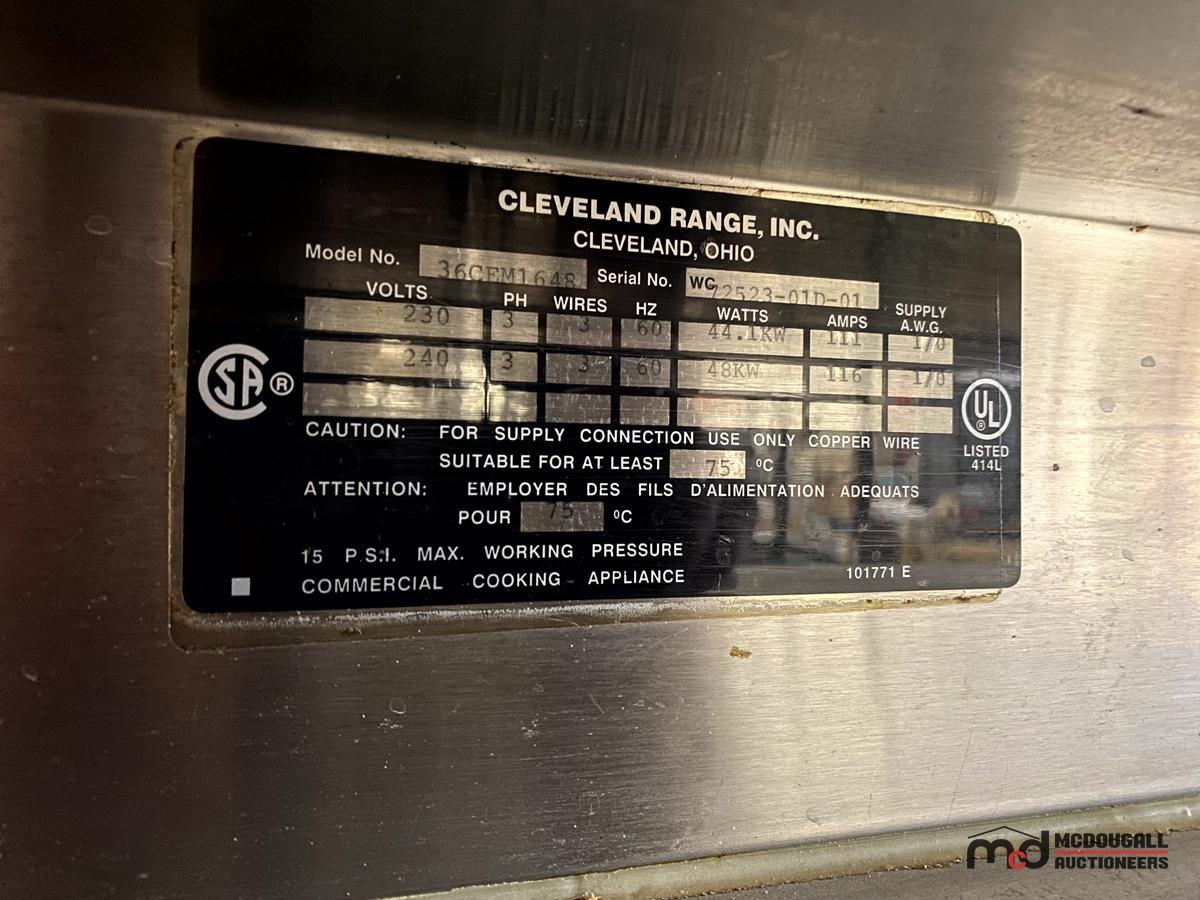 CLEVELAND RANGE, INC.
CLEVELAND, OHIO
Model No. 36CEM1648 Serial No. WC 72523-01D-01
VOLTS PH WIRES HZ WATTS AMPS SUPPLY A.W.G.
230 3 3 60 44.1KW 111 1/0
240 3 3 60 48KW 116 1/0
CAUTION: FOR SUPPLY CONNECTION USE ONLY COPPER WIRE
SUITABLE FOR AT LEAST 75 °C
ATTENTION: EMPLOYER DES FILS D'ALIMENTATION ADEQUATS
POUR 75 °C
15 P.S.I. MAX. WORKING PRESSURE
COMMERCIAL COOKING APPLIANCE
101771 E
SA ®
UL ®
LISTED
414L
mcd MCDOUGALL
AUCTIONEERS